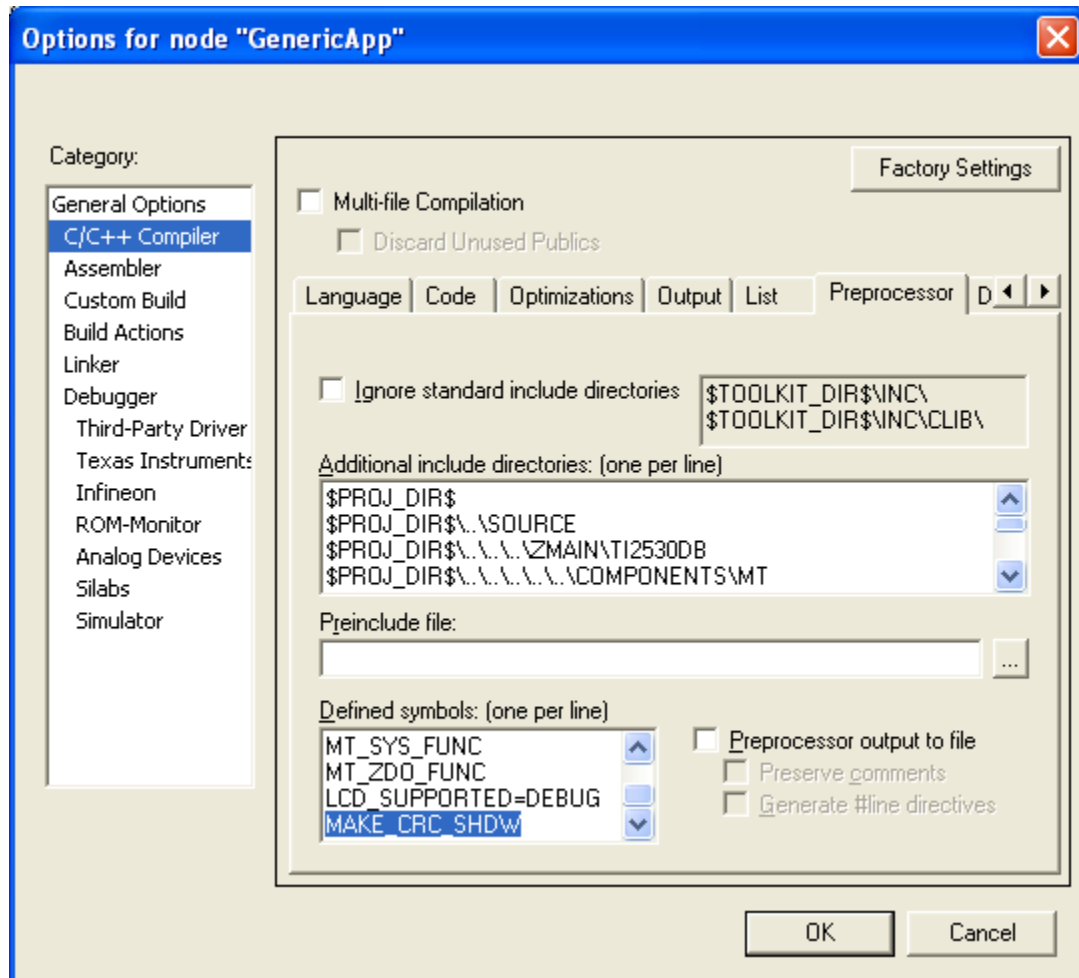 Options for node "GenericApp"
Category:
General Options
C/C++ Compiler
Assembler
Custom Build
Build Actions
Linker
Debugger
Third-Party Driver
Texas Instruments
Infineon
ROM-Monitor
Analog Devices
Silabs
Simulator
Factory Settings
Multi-file Compilation
Discard Unused Publics
Language Code Optimizations Output List Preprocessor D
Ignore standard include directories
$TOOLKIT_DIR$\INC\
$TOOLKIT_DIR$\INC\CLIB\
Additional include directories: (one per line)
$PROJ_DIR$
$PROJ_DIR$\..\SOURCE
$PROJ_DIR$\..\..\..\ZMAIN\TI2530DB
$PROJ_DIR$\..\..\..\..\..\COMPONENTS\MT
Preinclude file:
...
Defined symbols: (one per line)
MT_SYS_FUNC
MT_ZDO_FUNC
LCD_SUPPORTED=DEBUG
MAKE_CRC_SHDW
Preprocessor output to file
Preserve comments
Generate #line directives
OK Cancel